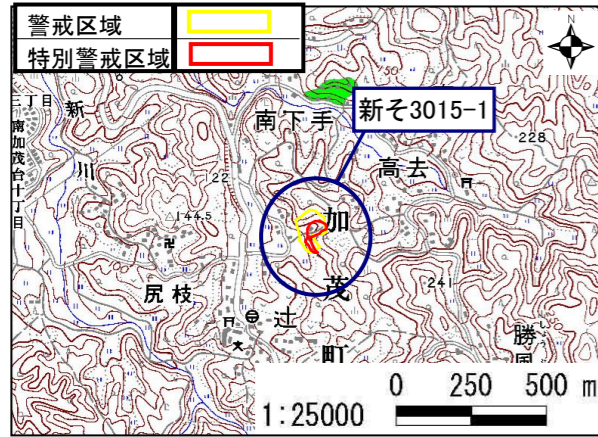 警戒区域
特別警戒区域
N
三丁目
新
川
南加茂台十丁目
南下手
新そ3015-1
高去
228
122
144.5
加
茂
町
尻枝
辻
241
勝
0 250 500 m
1:25000